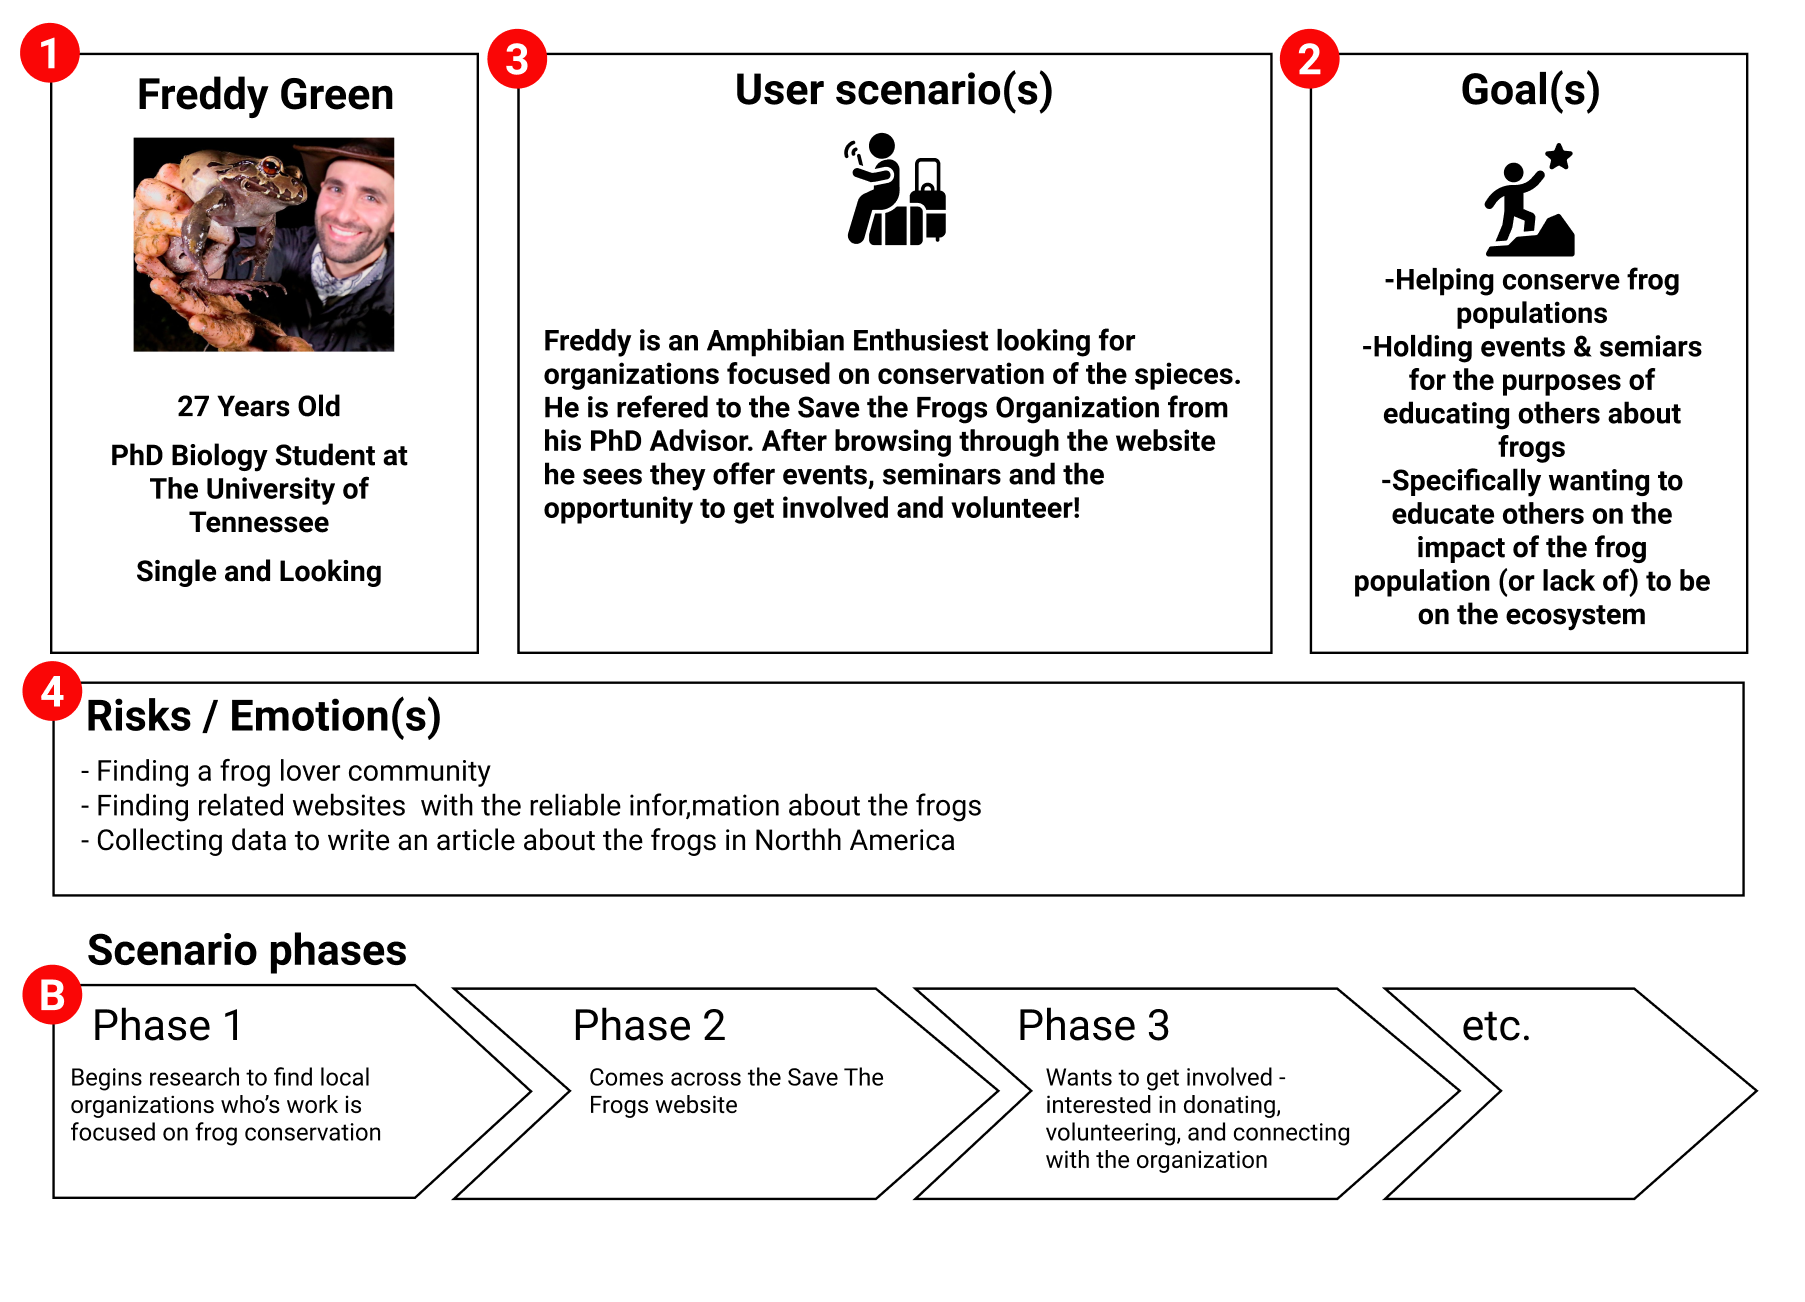 1
Freddy Green
27 Years Old
PhD Biology Student at
The University of
Tennessee
Single and Looking
3
User scenario(s)
Freddy is an Amphibian Enthusiest looking for
organizations focused on conservation of the spieces.
He is refered to the Save the Frogs Organization from
his PhD Advisor. After browsing through the website
he sees they offer events, seminars and the
opportunity to get involved and volunteer!
2
Goal(s)
-Helping conserve frog
populations
-Holding events & semiars
for the purposes of
educating others about
frogs
-Specifically wanting to
educate others on the
impact of the frog
population (or lack of) to be
on the ecosystem
4
Risks / Emotion(s)
- Finding a frog lover community
- Finding related websites  with the reliable infor,mation about the frogs
- Collecting data to write an article about the frogs in Northh America
Scenario phases
B
Phase 1
Begins research to find local
organizations who’s work is
focused on frog conservation
Phase 2
Comes across the Save The
Frogs website
Phase 3
Wants to get involved -
interested in donating,
volunteering, and connecting
with the organization
etc.